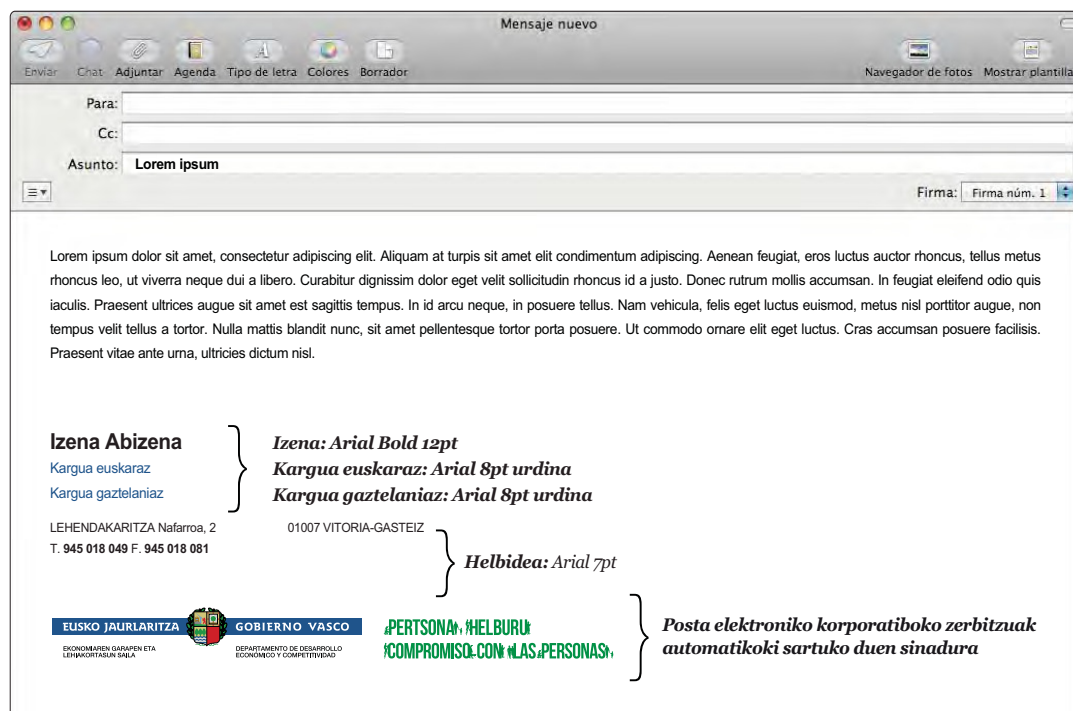 Mensaje nuevo
Enviar Chat Adjuntar Agenda Tipo de letra Colores Borrador Navegador de fotos Mostrar plantilla
Para:
Cc:
Asunto: Lorem ipsum
Firma: Firma núm. 1
Lorem ipsum dolor sit amet, consectetur adipiscing elit. Aliquam at turpis sit amet elit condimentum adipiscing. Aenean feugiat, eros luctus auctor rhoncus, tellus metus
rhoncus leo, ut viverra neque dui a libero. Curabitur dignissim dolor eget velit sollicitudin rhoncus id a justo. Donec rutrum mollis accumsan. In feugiat eleifend odio quis
iaculis. Praesent ultrices augue sit amet est sagittis tempus. In id arcu neque, in posuere tellus. Nam vehicula, felis eget luctus euismod, metus nisl porttitor augue, non
tempus velit tellus a tortor. Nulla mattis blandit nunc, sit amet pellentesque tortor porta posuere. Ut commodo ornare elit eget luctus. Cras accumsan posuere facilisis.
Praesent vitae ante urna, ultricies dictum nisl.
Izena Abizena
Kargua euskaraz
Kargua gaztelaniaz
Izena: Arial Bold 12pt
Kargua euskaraz: Arial 8pt urdina
Kargua gaztelaniaz: Arial 8pt urdina
LEHENDAKARITZA Nafarroa, 2 01007 VITORIA-GASTEIZ
T. 945 018 049 F. 945 018 081
Helbidea: Arial 7pt
EUSKO JAURLARITZA GOBIERNO VASCO
EKONOMIAREN GARAPEN ETA
LEHIAKORTASUN SAILA
DEPARTAMENTO DE DESARROLLO
ECONÓMICO Y COMPETITIVIDAD
PERTSONA HELBURU
COMPROMISO CON LAS PERSONAS
Posta elektroniko korporatiboko zerbitzuak
automatikoki sartuko duen sinadura